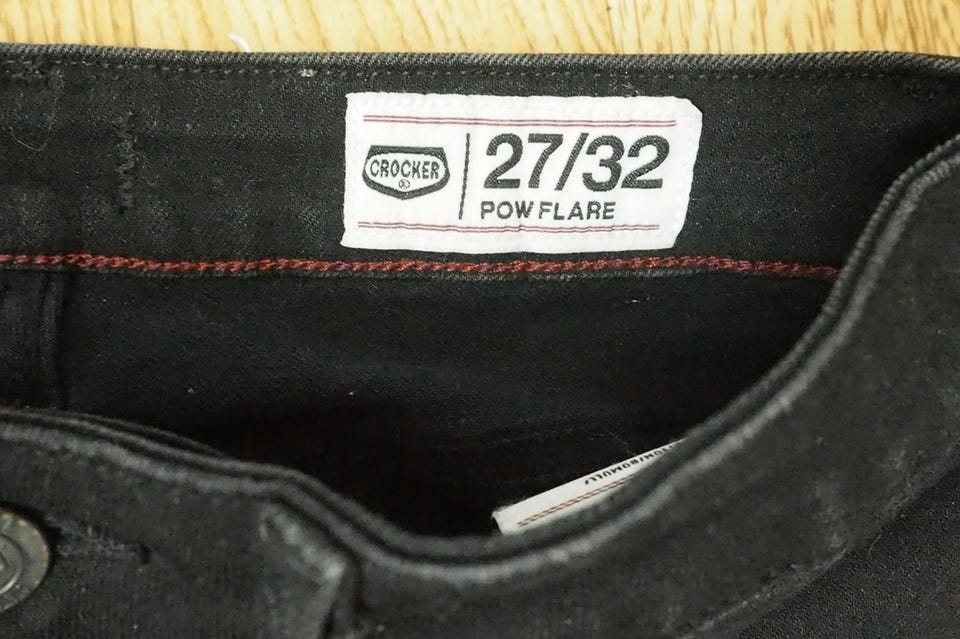 CROCKER
®
27/32
POW FLARE